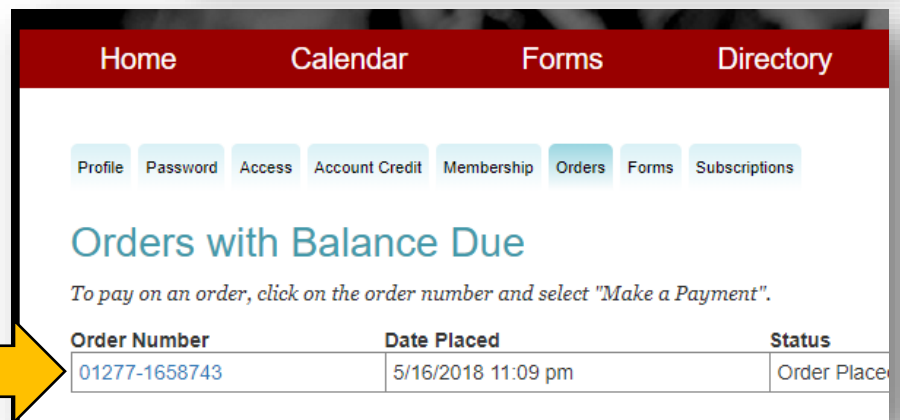 Home Calendar Forms Directory
Profile Password Access Account Credit Membership Orders Forms Subscriptions
Orders with Balance Due
To pay on an order, click on the order number and select "Make a Payment".
Order Number Date Placed Status
01277-1658743 5/16/2018 11:09 pm Order Place